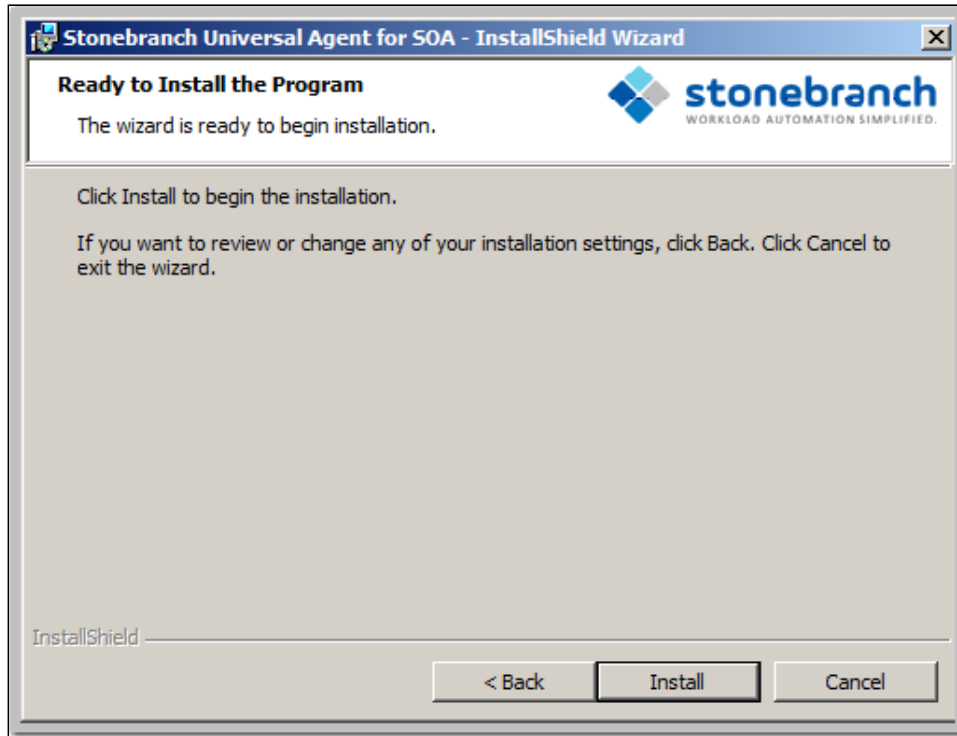 Stonebranch Universal Agent for SOA - InstallShield Wizard
Ready to Install the Program
The wizard is ready to begin installation.
stonebranch
WORKLOAD AUTOMATION SIMPLIFIED.
Click Install to begin the installation.
If you want to review or change any of your installation settings, click Back. Click Cancel to
exit the wizard.
InstallShield
< Back
Install
Cancel